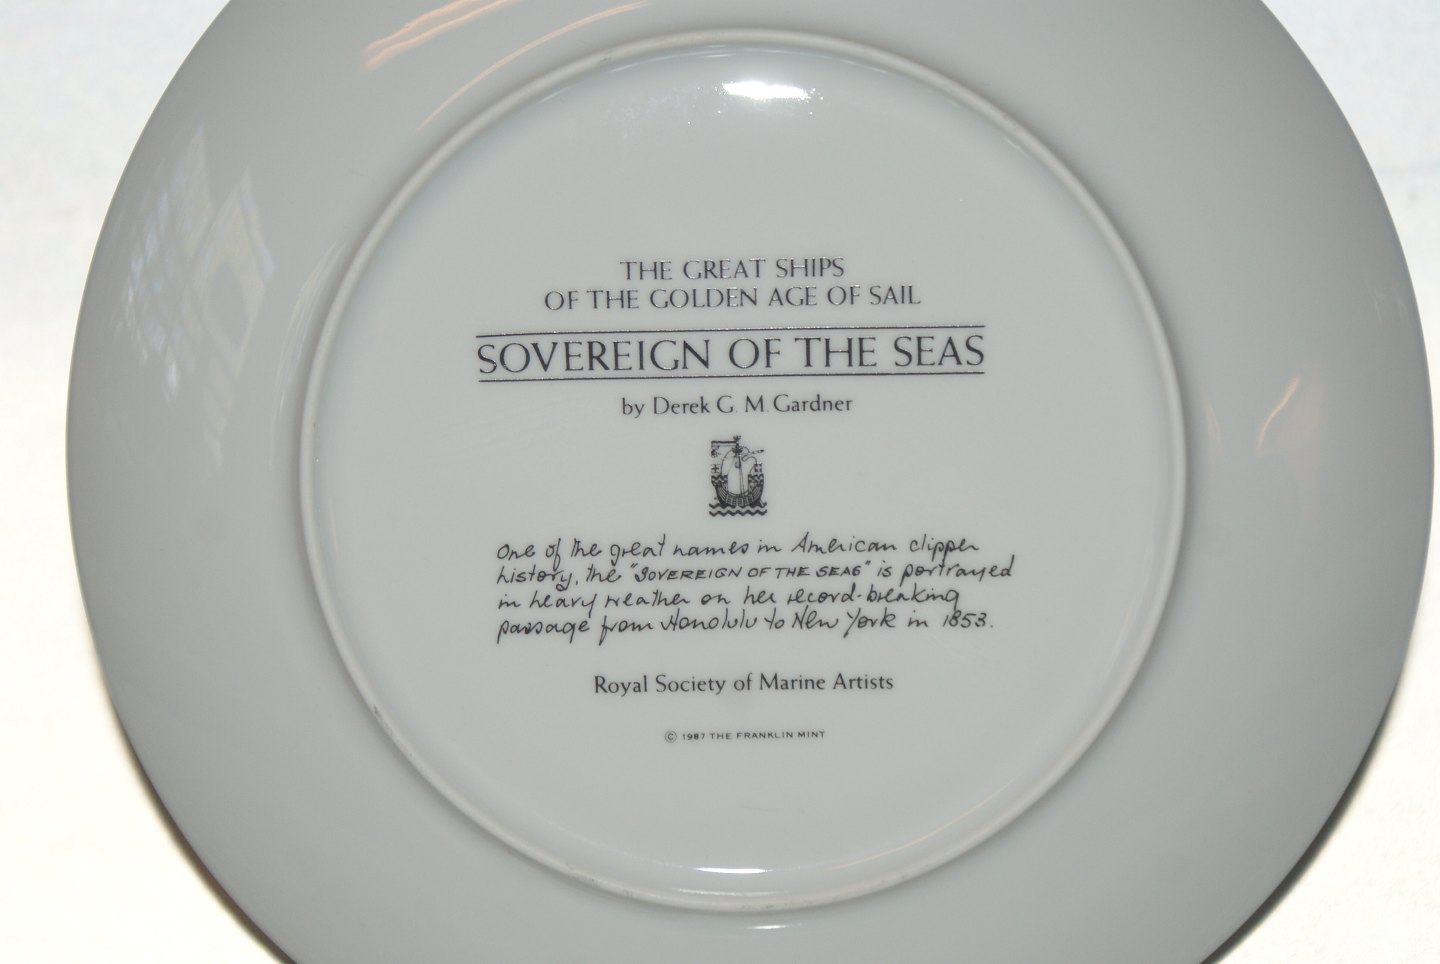 THE GREAT SHIPS
OF THE GOLDEN AGE OF SAIL
SOVEREIGN OF THE SEAS
by Derek G. M. Gardner
One of the great names in American clipper
history, the "SOVEREIGN OF THE SEAS" is portrayed
in heavy weather on her record-breaking
passage from Honolulu to New York in 1853.
Royal Society of Marine Artists
© 1987 THE FRANKLIN MINT